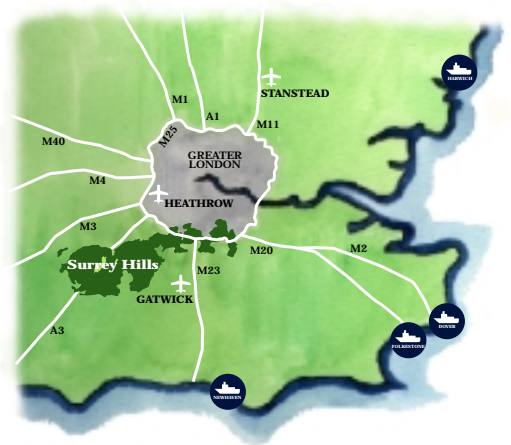 HARWICH
STANSTEAD
M1
A1
M11
M25
M40
GREATER
LONDON
M4
HEATHROW
M3
M20
M2
Surrey Hills
M23
GATWICK
DOVER
A3
FOLKESTONE
NEWHAVEN